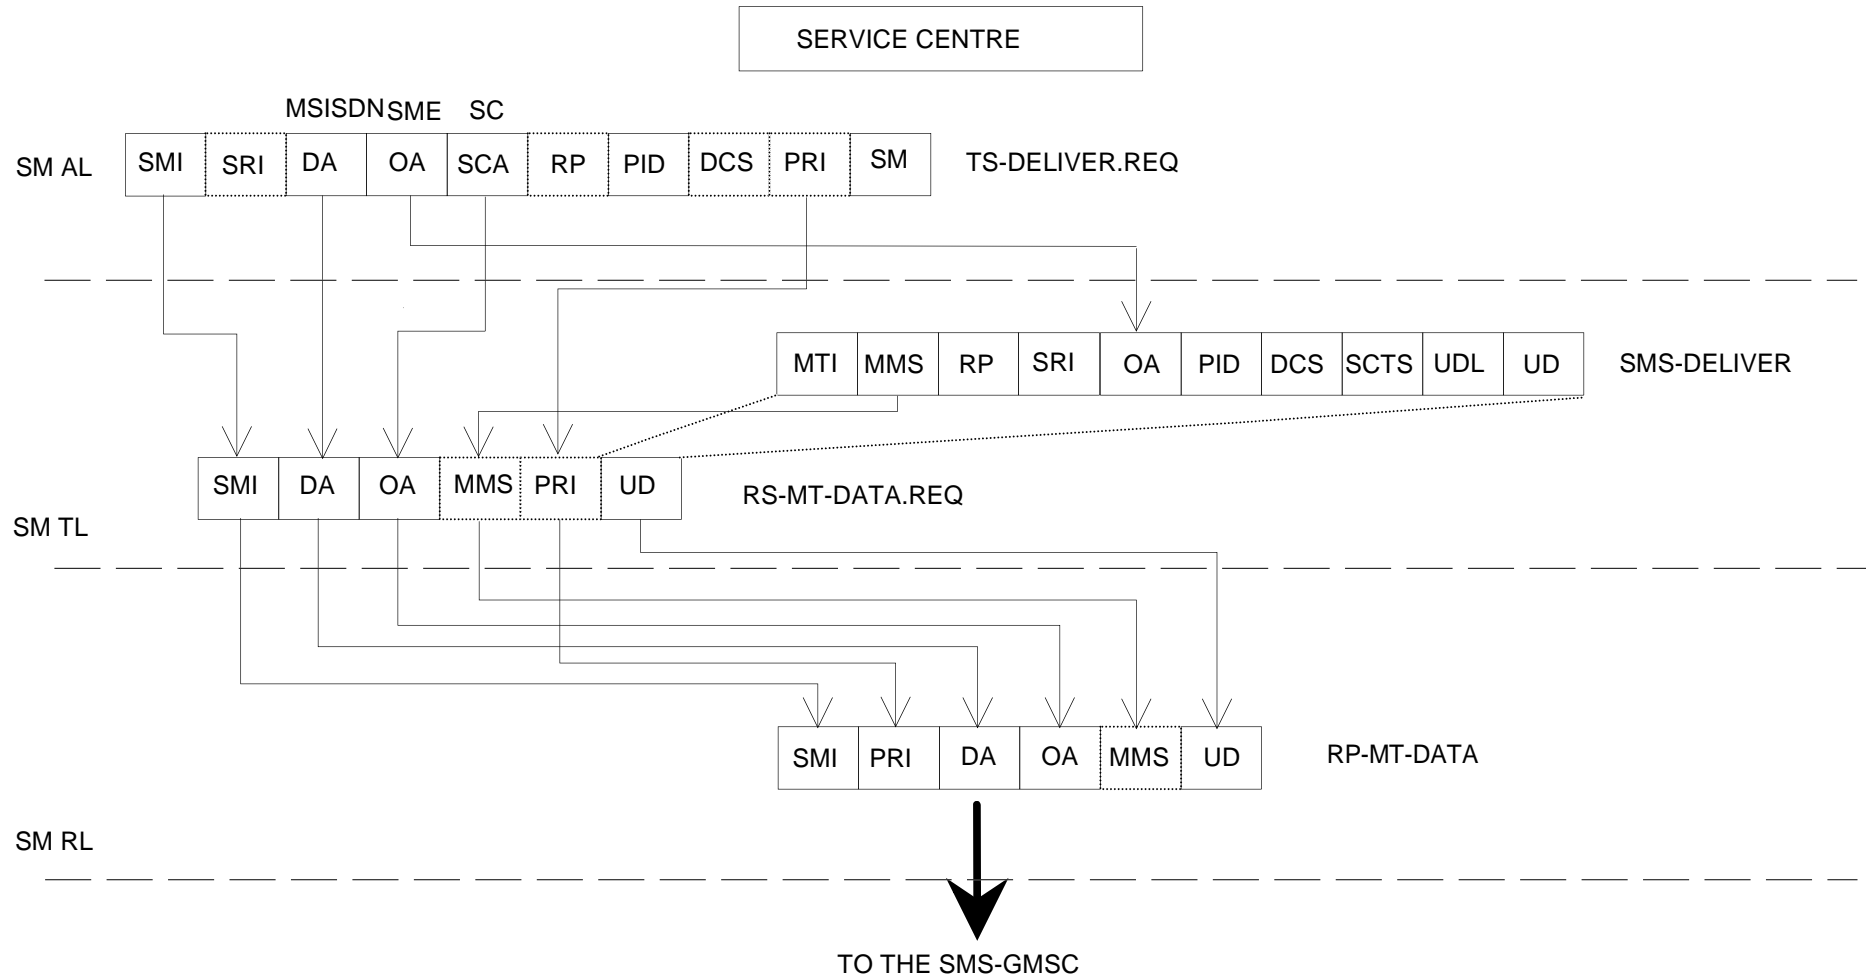 SERVICE CENTRE
MSISDN SME SC
SM AL SMI SRI DA OA SCA RP PID DCS PRI SM TS-DELIVER.REQ
MTI MMS RP SRI OA PID DCS SCTS UDL UD SMS-DELIVER
SMI DA OA MMS PRI UD RS-MT-DATA.REQ
SM TL
SMI PRI DA OA MMS UD RP-MT-DATA
SM RL
TO THE SMS-GMSC